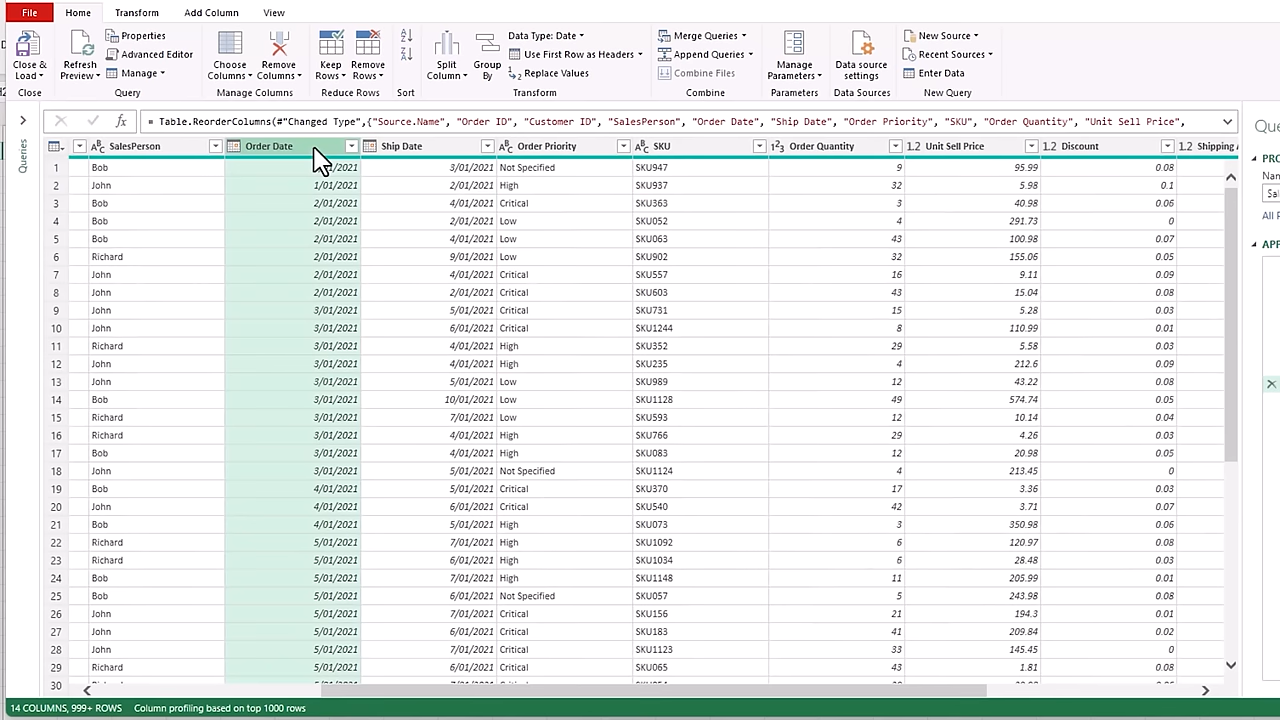 File Home Transform Add Column View
Close & Load Refresh Preview Properties Advanced Editor Manage Choose Columns Remove Columns Keep Rows Remove Rows Split Column Group By Data Type: Date Use First Row as Headers Replace Values Merge Queries Append Queries Combine Files Manage Parameters Data source settings New Source Recent Sources Enter Data
Close Query Manage Columns Reduce Rows Sort Transform Combine Parameters Data Sources New Query
= Table.ReorderColumns(#"Changed Type",{"Source.Name", "Order ID", "Customer ID", "SalesPerson", "Order Date", "Ship Date", "Order Priority", "SKU", "Order Quantity", "Unit Sell Price",
Queries
SalesPerson Order Date Ship Date Order Priority SKU Order Quantity Unit Sell Price Discount Shipping
1 Bob /01/2021 3/01/2021 Not Specified SKU947 9 95.99 0.08
2 John 1/01/2021 2/01/2021 High SKU937 32 5.98 0.1
3 Bob 2/01/2021 4/01/2021 Critical SKU363 3 40.98 0.06
4 Bob 2/01/2021 2/01/2021 Low SKU052 4 291.73 0
5 Bob 2/01/2021 4/01/2021 Low SKU063 43 100.98 0.07
6 Richard 2/01/2021 9/01/2021 Low SKU902 32 155.06 0.05
7 John 2/01/2021 4/01/2021 Critical SKU557 16 9.11 0.09
8 John 2/01/2021 2/01/2021 Critical SKU603 43 15.04 0.08
9 John 3/01/2021 5/01/2021 Critical SKU731 15 5.28 0.03
10 John 3/01/2021 6/01/2021 Critical SKU1244 8 110.99 0.01
11 Richard 3/01/2021 4/01/2021 High SKU352 29 5.58 0.03
12 John 3/01/2021 4/01/2021 High SKU235 4 212.6 0.09
13 John 3/01/2021 5/01/2021 Low SKU989 12 43.22 0.08
14 Bob 3/01/2021 10/01/2021 Low SKU1128 49 574.74 0.05
15 Richard 3/01/2021 7/01/2021 Low SKU593 12 10.14 0.04
16 Richard 3/01/2021 4/01/2021 High SKU766 29 4.26 0.03
17 Bob 3/01/2021 4/01/2021 High SKU083 12 20.98 0.05
18 John 3/01/2021 5/01/2021 Not Specified SKU1124 4 213.45 0
19 Bob 4/01/2021 5/01/2021 Critical SKU370 17 3.36 0.03
20 John 4/01/2021 6/01/2021 Critical SKU540 42 3.71 0.07
21 Bob 4/01/2021 5/01/2021 High SKU073 3 350.98 0.06
22 Richard 5/01/2021 7/01/2021 High SKU1092 6 120.97 0.08
23 Richard 5/01/2021 6/01/2021 High SKU1034 6 28.48 0.03
24 Bob 5/01/2021 7/01/2021 High SKU1148 11 205.99 0.01
25 Bob 5/01/2021 6/01/2021 Not Specified SKU057 5 243.98 0.08
26 John 5/01/2021 7/01/2021 Critical SKU156 21 194.3 0.01
27 John 5/01/2021 6/01/2021 Critical SKU183 41 209.84 0.02
28 John 5/01/2021 7/01/2021 Critical SKU1123 33 145.45 0
29 Richard 5/01/2021 6/01/2021 Critical SKU065 43 1.81 0.08
30
14 COLUMNS, 999+ ROWS Column profiling based on top 1000 rows